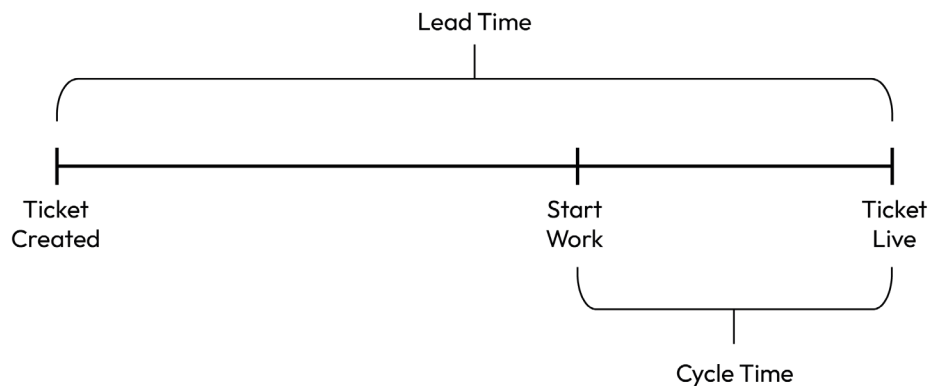 Lead Time
Ticket
Created
Start
Work
Ticket
Live
Cycle Time